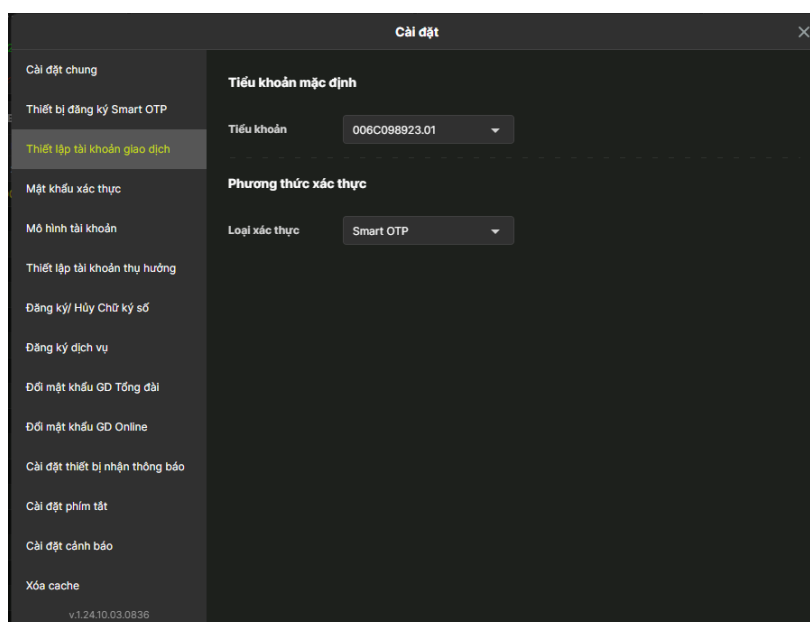 Cài đặt
Cài đặt chung
Thiết bị đăng ký Smart OTP
Thiết lập tài khoản giao dịch
Mật khẩu xác thực
Mô hình tài khoản
Thiết lập tài khoản thụ hưởng
Đăng ký/ Hủy Chữ ký số
Đăng ký dịch vụ
Đổi mật khẩu GD Tổng đài
Đổi mật khẩu GD Online
Cài đặt thiết bị nhận thông báo
Cài đặt phím tắt
Cài đặt cảnh báo
Xóa cache
v.1.24.10.03.0836
Tiểu khoản mặc định
Tiểu khoản 006C098923.01
Phương thức xác thực
Loại xác thực Smart OTP